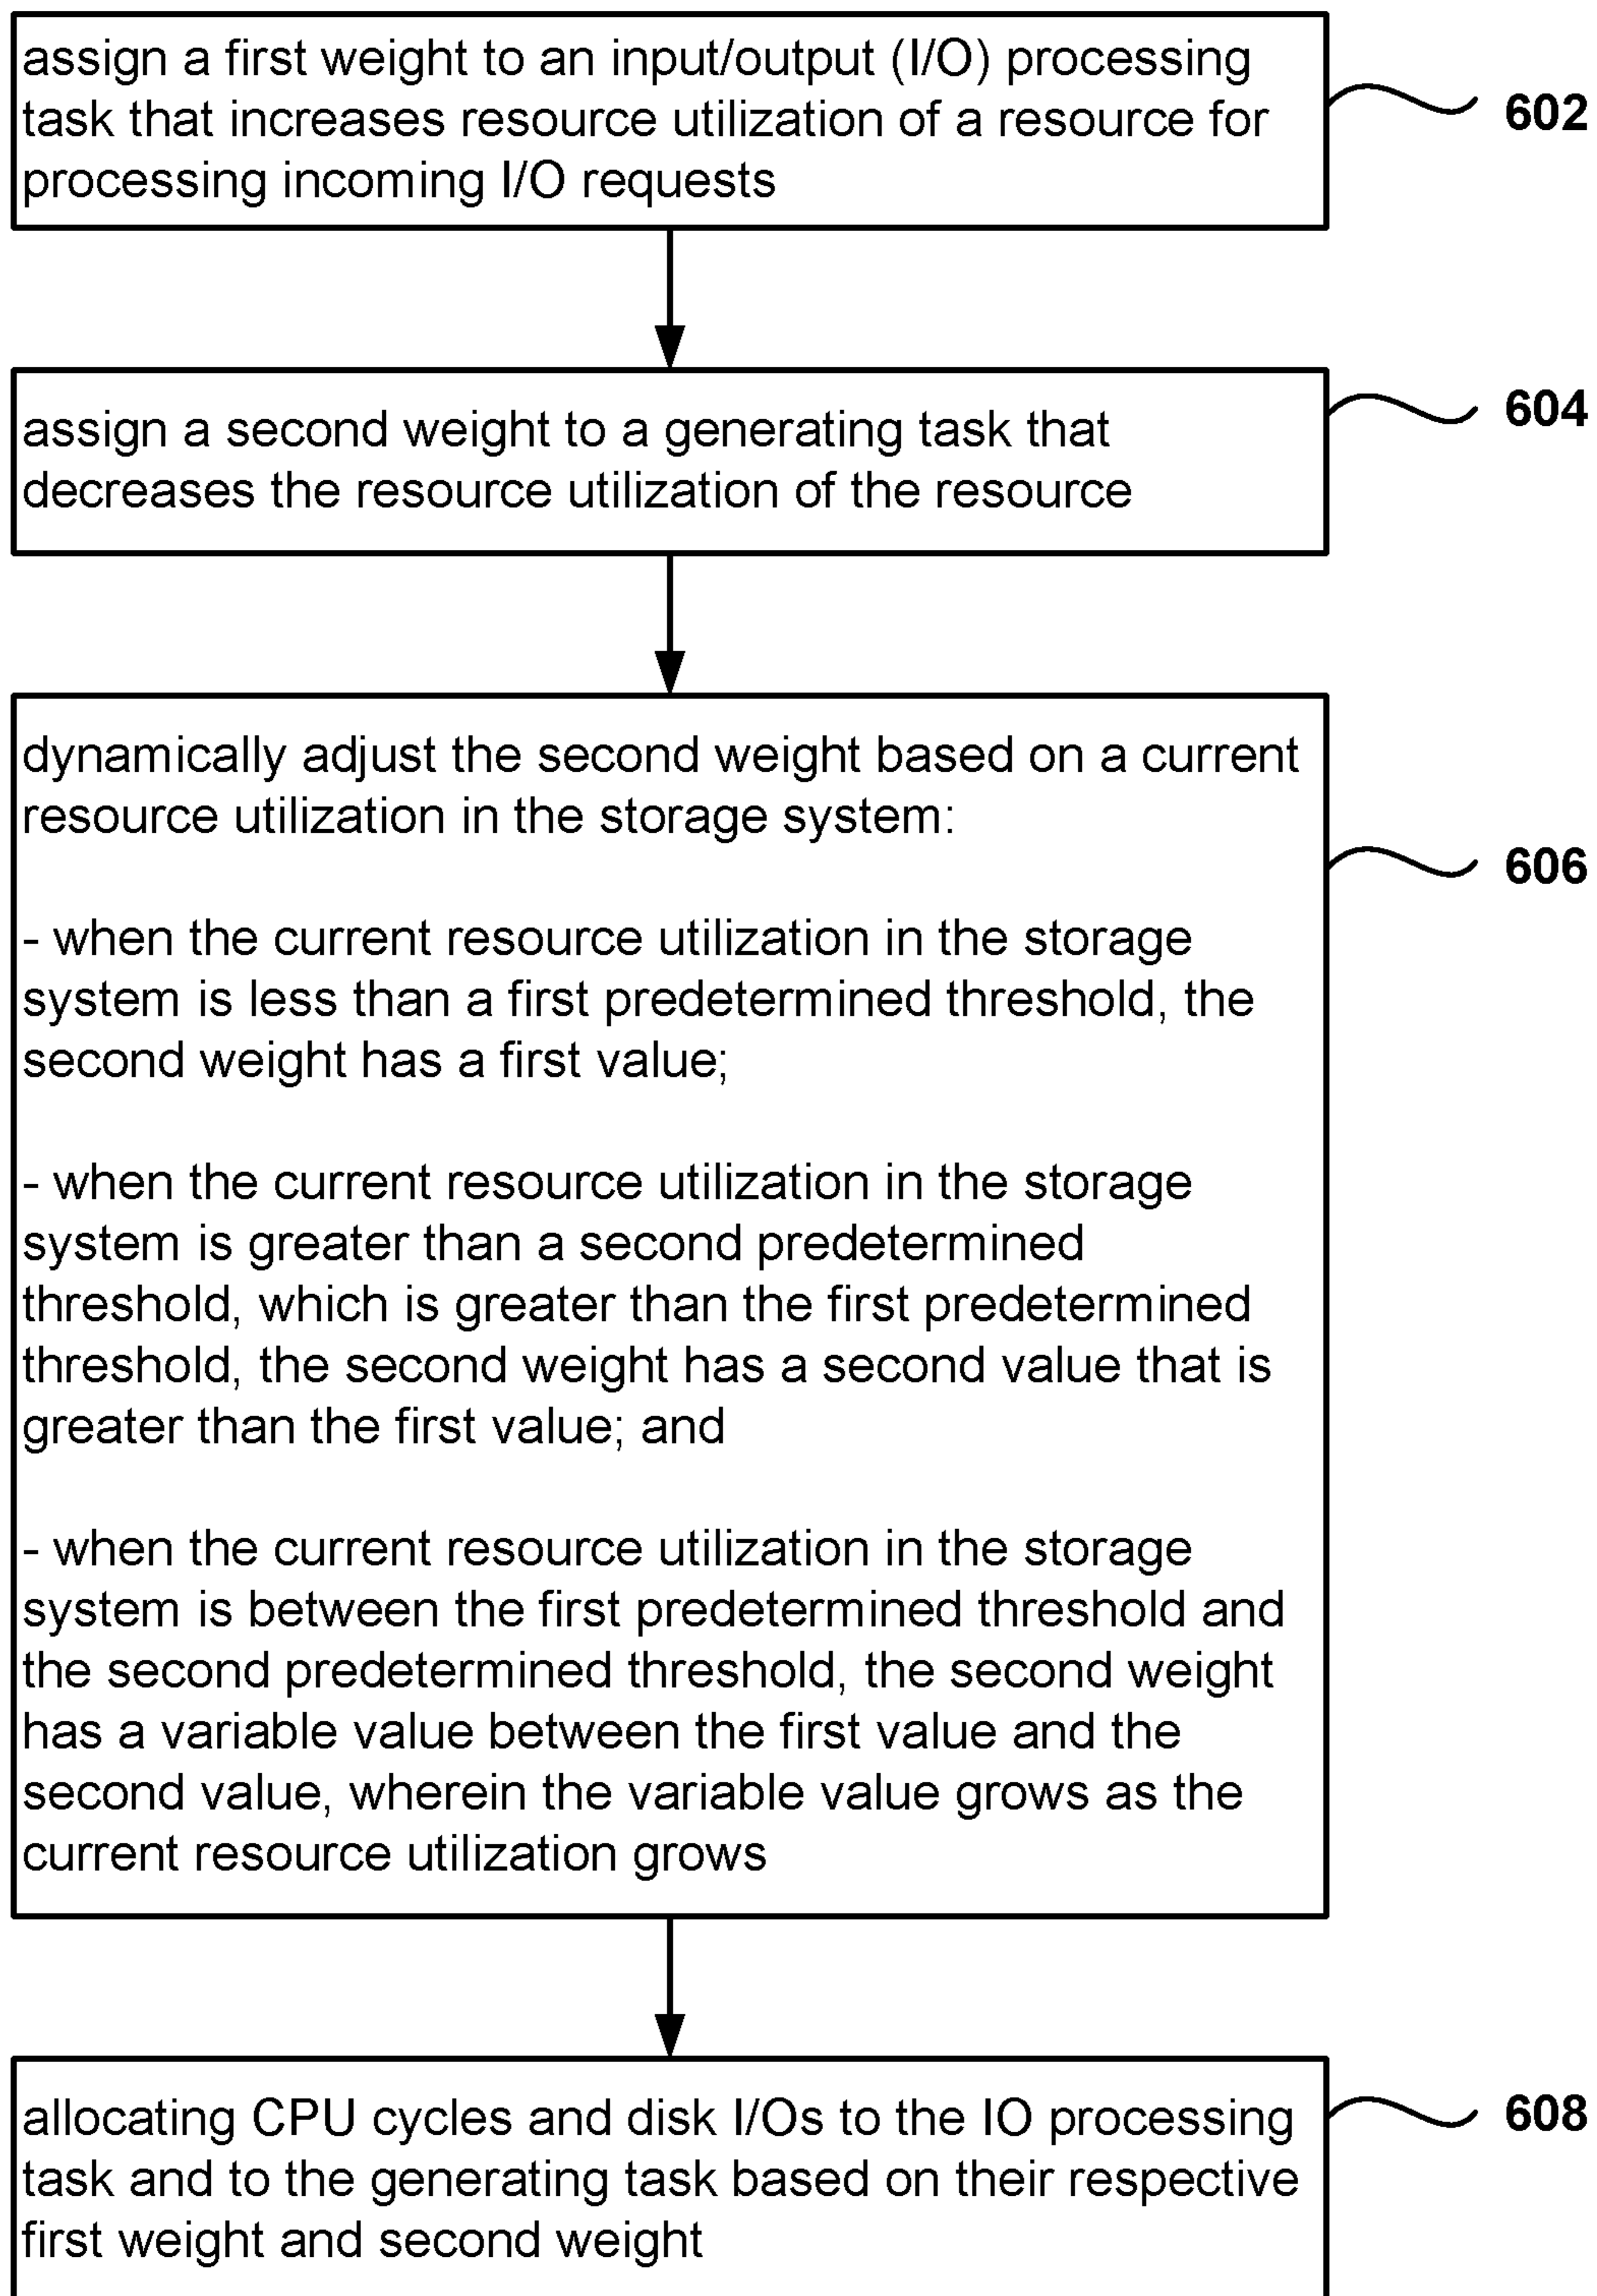 assign a first weight to an input/output (I/O) processing
task that increases resource utilization of a resource for
processing incoming I/O requests
602
assign a second weight to a generating task that
decreases the resource utilization of the resource
604
dynamically adjust the second weight based on a current
resource utilization in the storage system:
606
- when the current resource utilization in the storage
system is less than a first predetermined threshold, the
second weight has a first value;
- when the current resource utilization in the storage
system is greater than a second predetermined
threshold, which is greater than the first predetermined
threshold, the second weight has a second value that is
greater than the first value; and
- when the current resource utilization in the storage
system is between the first predetermined threshold and
the second predetermined threshold, the second weight
has a variable value between the first value and the
second value, wherein the variable value grows as the
current resource utilization grows
allocating CPU cycles and disk I/Os to the IO processing
task and to the generating task based on their respective
first weight and second weight
608